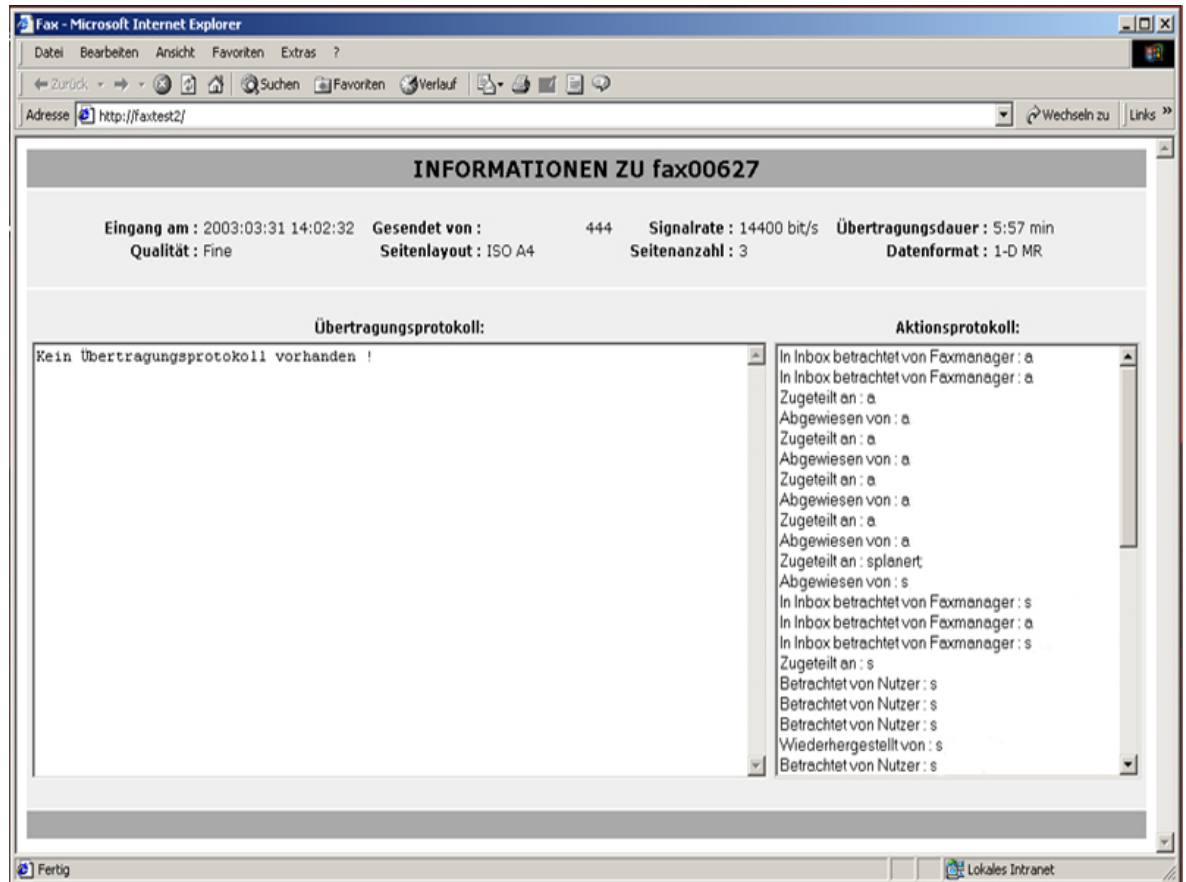 Fax - Microsoft Internet Explorer
Datei Bearbeiten Ansicht Favoriten Extras ?
Zurück Suchen Favoriten Verlauf
Adresse http://faxtest2/ Wechseln zu Links »
INFORMATIONEN ZU fax00627
Eingang am : 2003:03:31 14:02:32 Gesendet von : 444 Signalrate : 14400 bit/s Übertragungsdauer : 5:57 min
Qualität : Fine Seitenlayout : ISO A4 Seitenanzahl : 3 Datenformat : 1-D MR
Übertragungsprotokoll:
Kein Übertragungsprotokoll vorhanden !
Aktionsprotokoll:
In Inbox betrachtet von Faxmanager : a
In Inbox betrachtet von Faxmanager : a
Zugeteilt an : a
Abgewiesen von : a
Zugeteilt an : a
Abgewiesen von : a
Zugeteilt an : a
Abgewiesen von : a
Zugeteilt an : a
Abgewiesen von : a
Zugeteilt an : splanert
Abgewiesen von : s
In Inbox betrachtet von Faxmanager : s
In Inbox betrachtet von Faxmanager : a
In Inbox betrachtet von Faxmanager : s
Zugeteilt an : s
Betrachtet von Nutzer : s
Betrachtet von Nutzer : s
Betrachtet von Nutzer : s
Wiederhergestellt von : s
Betrachtet von Nutzer : s
Fertig
Lokales Intranet